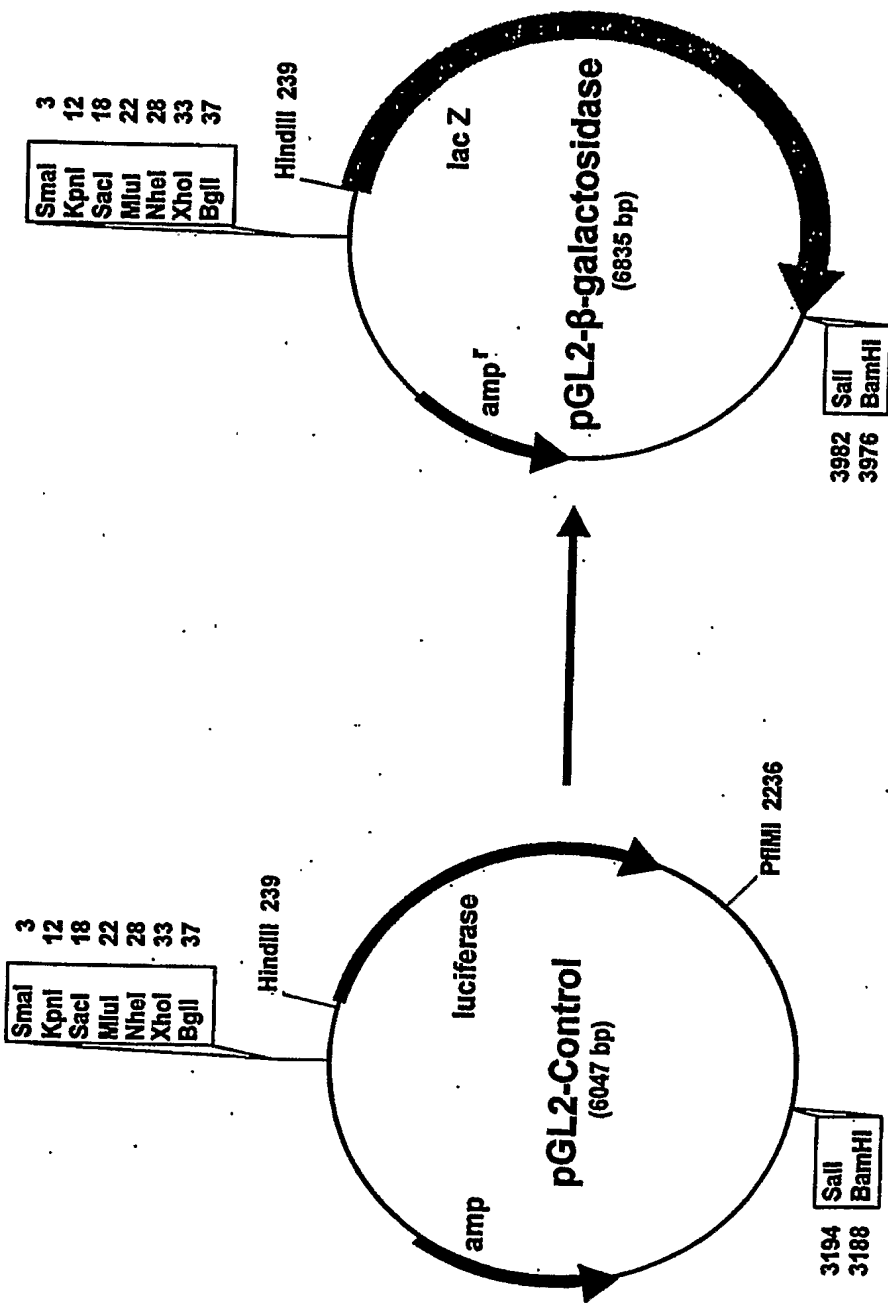 SmaI 3
KpnI 12
SacI 18
MluI 22
NheI 28
XhoI 33
BglI 37
HindIII 239
luciferase
amp
pGL2-Control
(6047 bp)
PflMI 2236
3194 SalI
3188 BamHI
SmaI 3
KpnI 12
SacI 18
MluI 22
NheI 28
XhoI 33
BglI 37
HindIII 239
lac Z
amp r
pGL2-β-galactosidase
(6835 bp)
3982 SalI
3976 BamHI